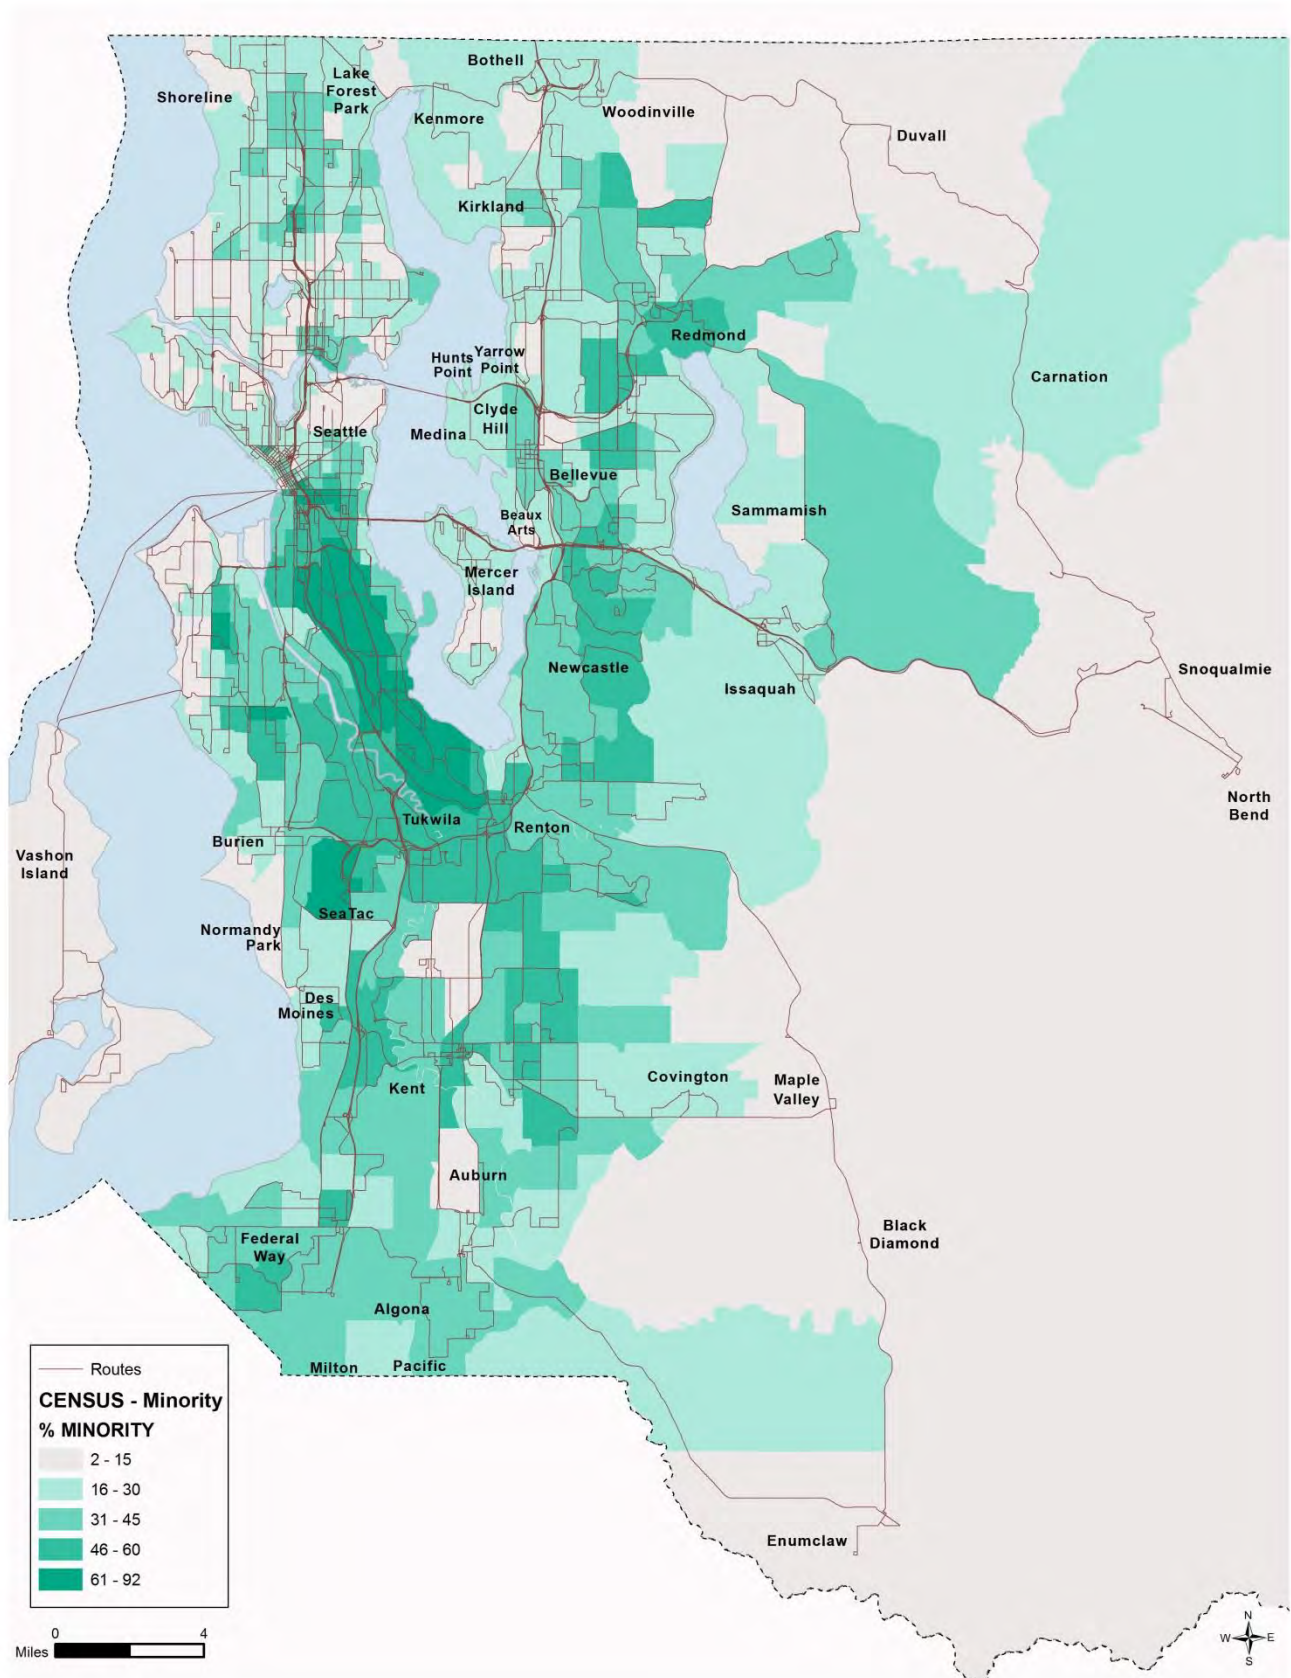 Bothell
Lake
Forest
Park
Shoreline
Kenmore
Woodinville
Duvall
Kirkland
Redmond
Hunts
Point
Yarrow
Point
Carnation
Clyde
Hill
Medina
Seattle
Bellevue
Beaux
Arts
Sammamish
Mercer
Island
Newcastle
Issaquah
Snoqualmie
North
Bend
Tukwila
Renton
Burien
Vashon
Island
SeaTac
Normandy
Park
Des
Moines
Kent
Covington
Maple
Valley
Auburn
Black
Diamond
Federal
Way
Algona
Milton
Pacific
Enumclaw
Routes
CENSUS - Minority
% MINORITY
2 - 15
16 - 30
31 - 45
46 - 60
61 - 92
0 4
Miles
N
W E
S